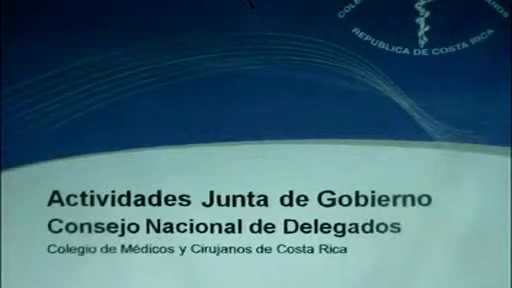 REPUBLICA DE COSTA RICA
Actividades Junta de Gobierno
Consejo Nacional de Delegados
Colegio de Médicos y Cirujanos de Costa Rica